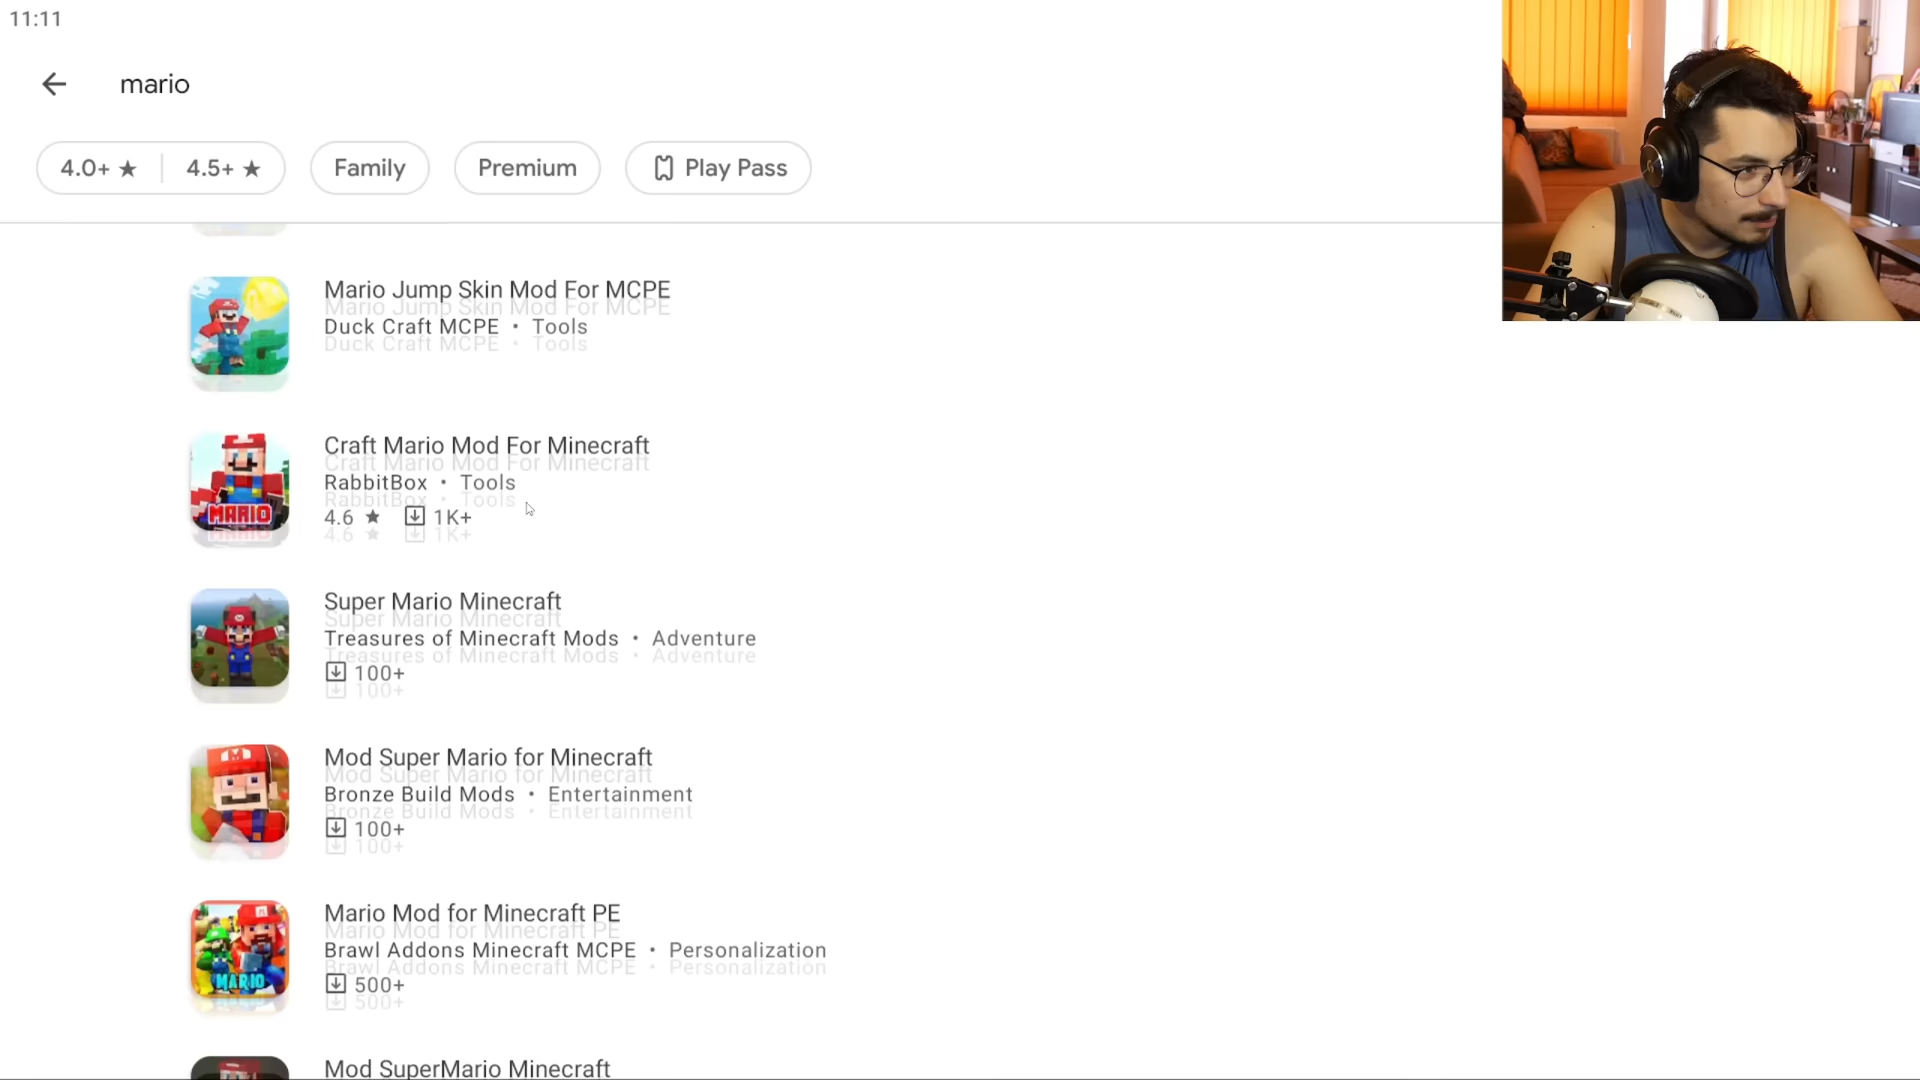 11:11
mario
4.0+ ★ 4.5+ ★ Family Premium Play Pass
Mario Jump Skin Mod For MCPE
Duck Craft MCPE • Tools
Craft Mario Mod For Minecraft
RabbitBox • Tools
MARIO
4.6 ★ 1K+
Super Mario Minecraft
Treasures of Minecraft Mods • Adventure
100+
Mod Super Mario for Minecraft
Bronze Build Mods • Entertainment
100+
Mario Mod for Minecraft PE
Brawl Addons Minecraft MCPE • Personalization
MARIO
500+
Mod SuperMario Minecraft